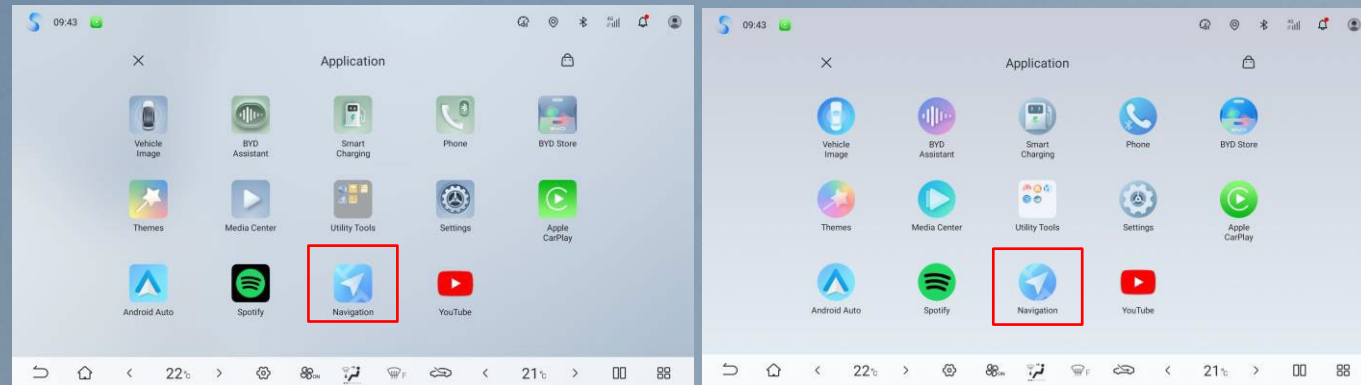 09:43
Application
Vehicle
Image
BYD
Assistant
Smart
Charging
Phone
BYD Store
Themes
Media Center
Utility Tools
Settings
Apple
CarPlay
Android Auto
Spotify
Navigation
YouTube
22°c
ON
F
21°c
09:43
Application
Vehicle
Image
BYD
Assistant
Smart
Charging
Phone
BYD Store
Themes
Media Center
Utility Tools
Settings
Apple
CarPlay
Android Auto
Spotify
Navigation
YouTube
22°c
ON
F
21°c